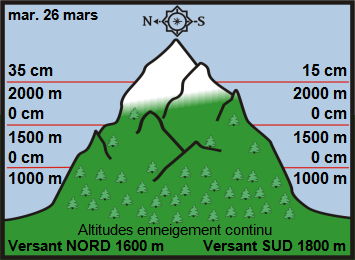 mar. 26 mars
N S
35 cm 15 cm
2000 m 2000 m
0 cm 0 cm
1500 m 1500 m
0 cm 0 cm
1000 m 1000 m
Altitudes enneigement continu
Versant NORD 1600 m Versant SUD 1800 m